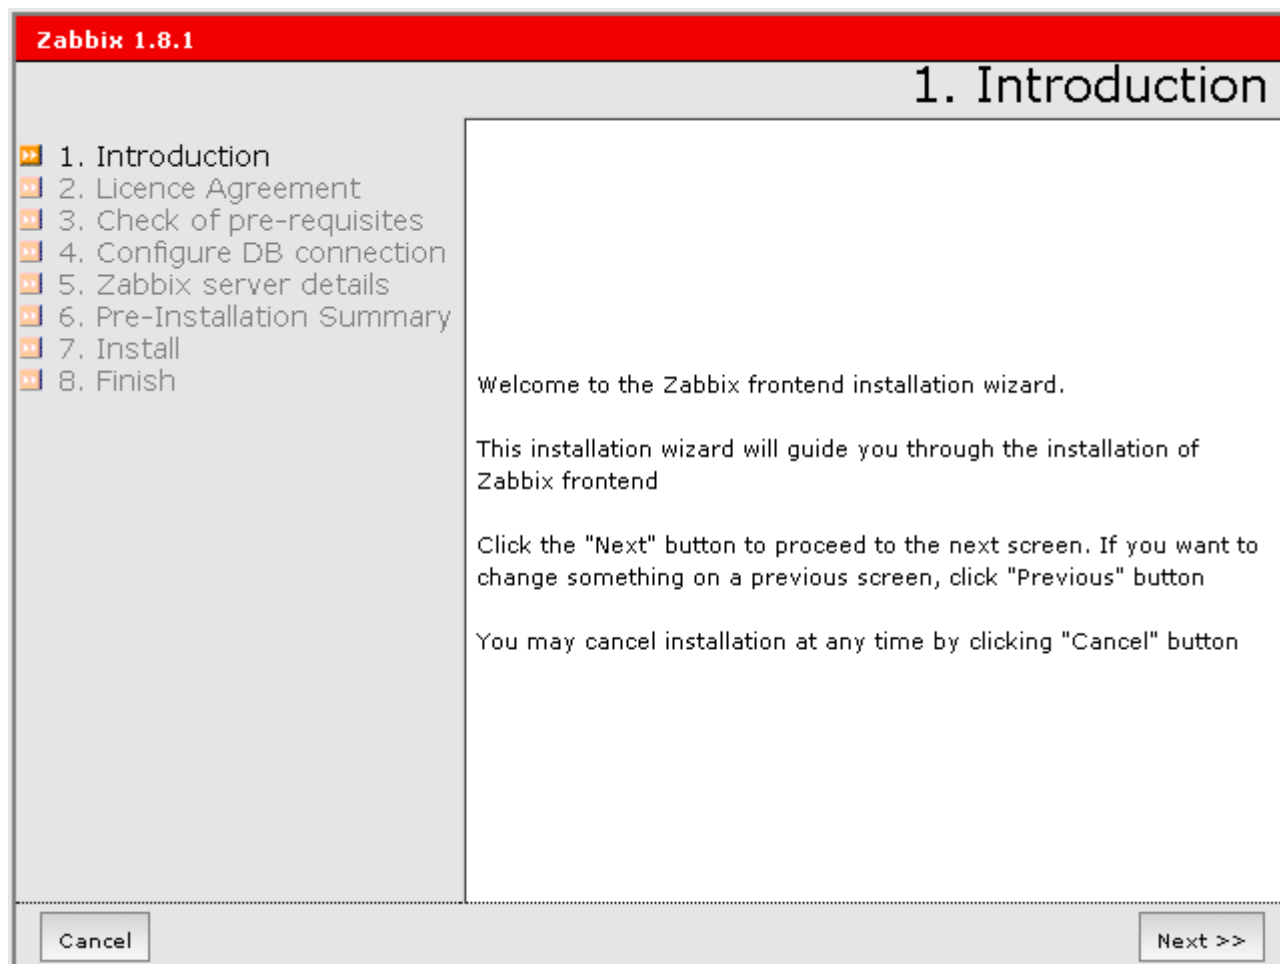 Zabbix 1.8.1
1. Introduction
1. Introduction
2. Licence Agreement
3. Check of pre-requisites
4. Configure DB connection
5. Zabbix server details
6. Pre-Installation Summary
7. Install
8. Finish
Welcome to the Zabbix frontend installation wizard.
This installation wizard will guide you through the installation of
Zabbix frontend
Click the "Next" button to proceed to the next screen. If you want to
change something on a previous screen, click "Previous" button
You may cancel installation at any time by clicking "Cancel" button
Cancel
Next >>